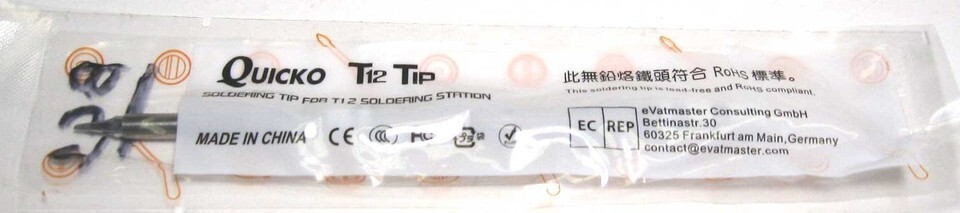 QUICKO T12 TIP
SOLDERING TIP FOR T12 SOLDERING STATION
MADE IN CHINA CE CCC
此無鉛烙鐵頭符合 RoHS 標準。
This soldering tip is lead-free and RoHS compliant.
EC REP
eVatmaster Consulting GmbH
Bettinastr.30
60325 Frankfurt am Main,Germany
contact@evatmaster.com